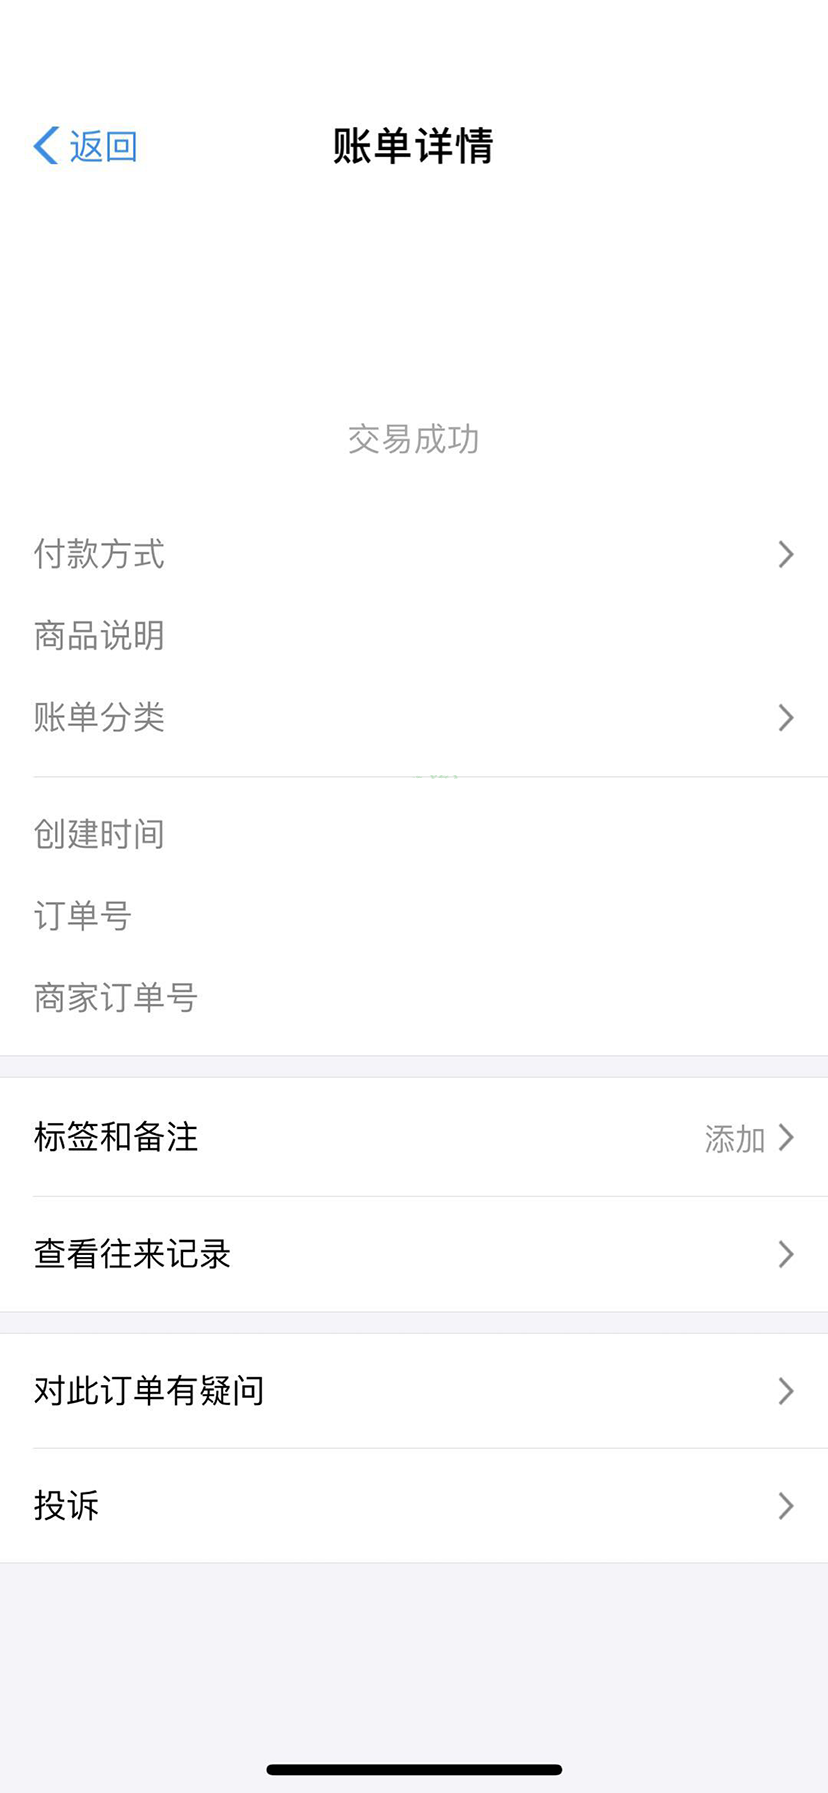 返回
账单详情
交易成功
付款方式
商品说明
账单分类
创建时间
订单号
商家订单号
标签和备注 添加
查看往来记录
对此订单有疑问
投诉